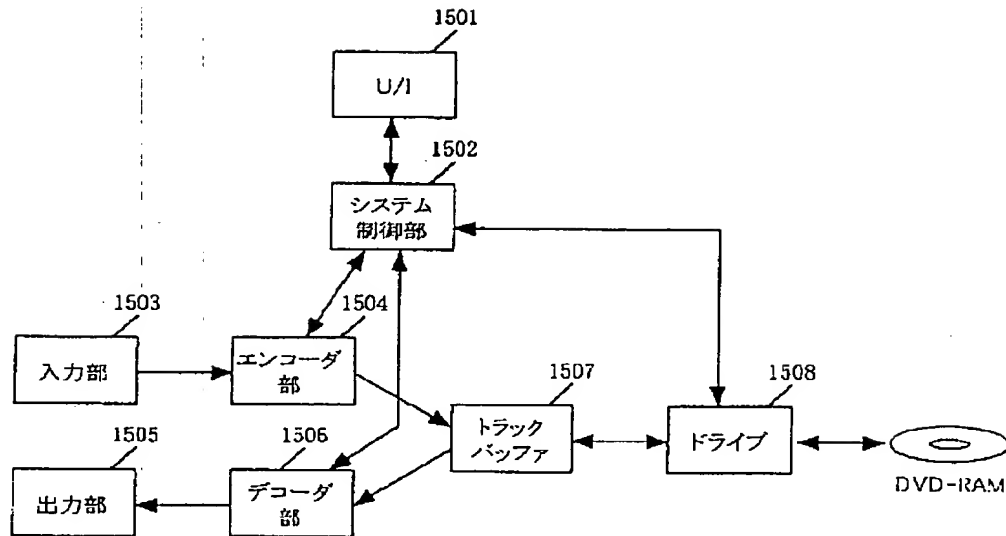 1501
U/I
1502
システム
制御部
1503
入力部
1504
エンコーダ
部
1507
トラック
バッファ
1508
ドライブ
DVD-RAM
1505
出力部
1506
デコーダ
部